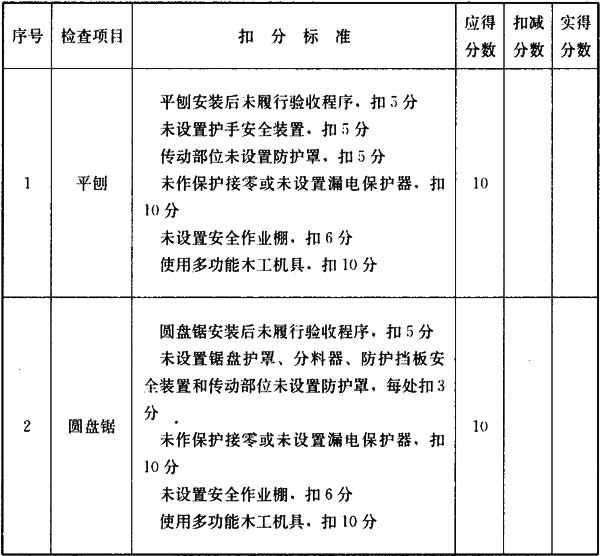 序号 检查项目 扣 分 标 准 应得分数 扣减分数 实得分数
1 平刨 10
平刨安装后未履行验收程序，扣5分
未设置护手安全装置，扣5分
传动部位未设置防护罩，扣5分
未作保护接零或未设置漏电保护器，扣
10分
未设置安全作业棚，扣6分
使用多功能木工机具，扣10分
2 圆盘锯 10
圆盘锯安装后未履行验收程序，扣5分
未设置锯盘护罩、分料器、防护挡板安
全装置和传动部位未设置防护罩，每处扣3
分
未作保护接零或未设置漏电保护器，扣
10分
未设置安全作业棚，扣6分
使用多功能木工机具，扣10分